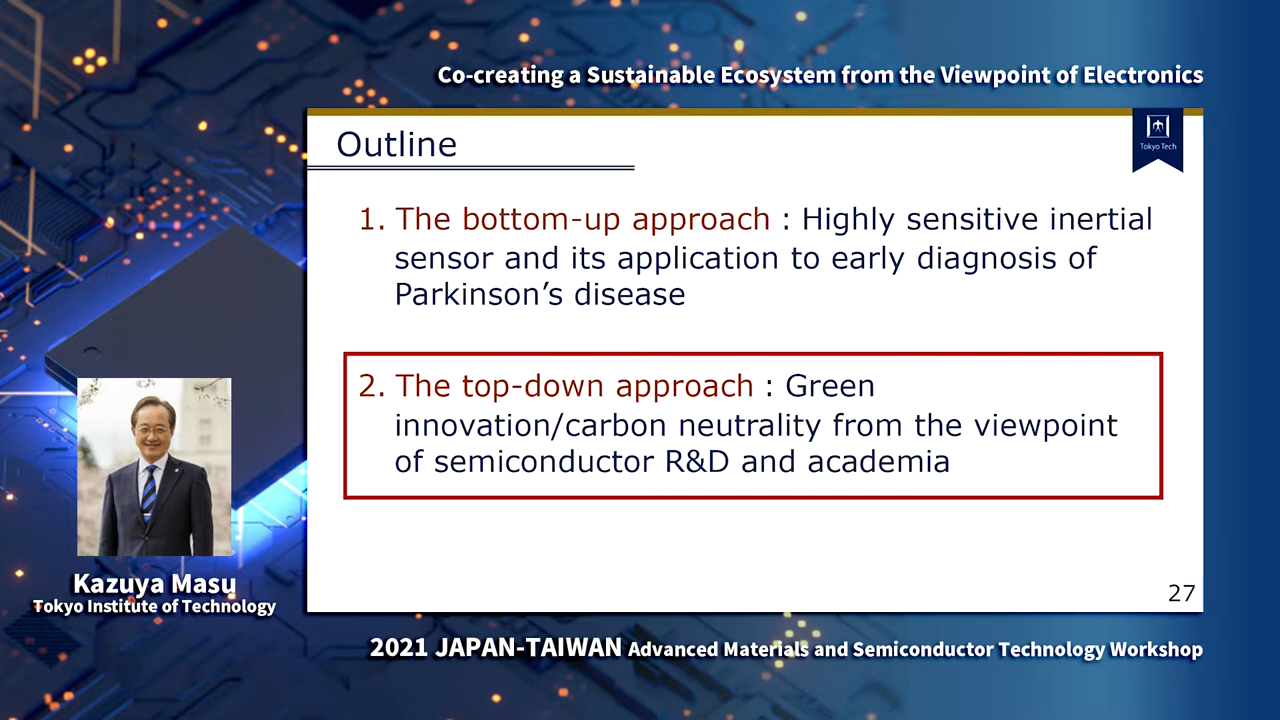 Co-creating a Sustainable Ecosystem from the Viewpoint of Electronics
Outline
Tokyo Tech
1. The bottom-up approach : Highly sensitive inertial
sensor and its application to early diagnosis of
Parkinson’s disease
2. The top-down approach : Green
innovation/carbon neutrality from the viewpoint
of semiconductor R&D and academia
27
Kazuya Masu
Tokyo Institute of Technology
2021 JAPAN-TAIWAN Advanced Materials and Semiconductor Technology Workshop